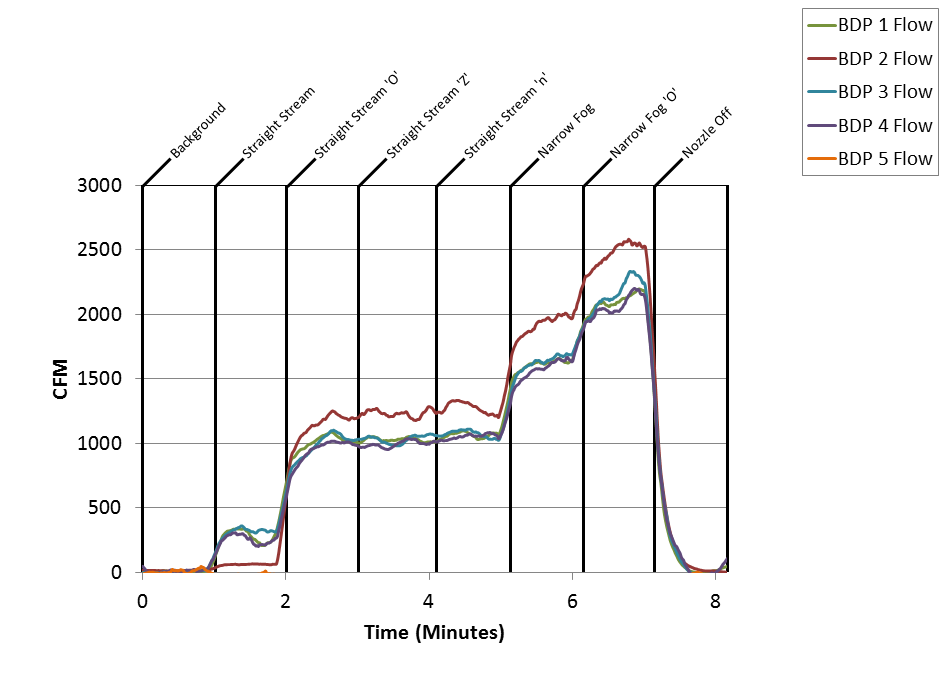 BDP 1 Flow
BDP 2 Flow
BDP 3 Flow
BDP 4 Flow
BDP 5 Flow
Background
Straight Stream
Straight Stream 'O'
Straight Stream 'Z'
Straight Stream 'n'
Narrow Fog
Narrow Fog 'O'
Nozzle Off
3000
2500
2000
1500
1000
500
0
CFM
0 2 4 6 8
Time (Minutes)